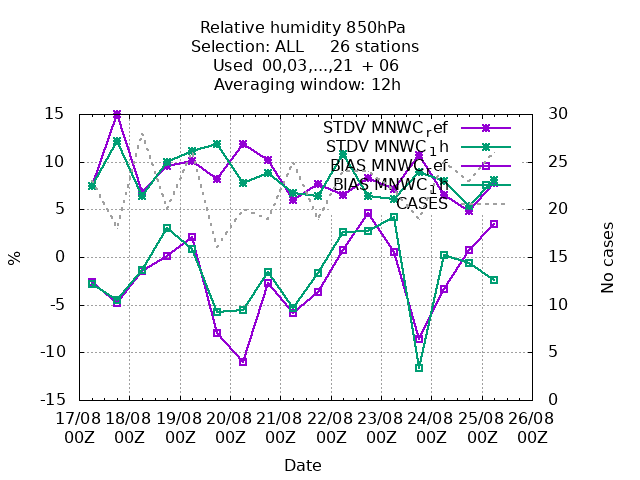 Relative humidity 850hPa
Selection: ALL 26 stations
Used 00,03,...,21 + 06
Averaging window: 12h
STDV MNWC_ref
STDV MNWC_1h
BIAS MNWC_ref
BIAS MNWC_1h
CASES
15
10
5
0
-5
-10
-15
%
30
25
20
15
10
5
0
No cases
17/08 18/08 19/08 20/08 21/08 22/08 23/08 24/08 25/08 26/08
00Z 00Z 00Z 00Z 00Z 00Z 00Z 00Z 00Z 00Z
Date